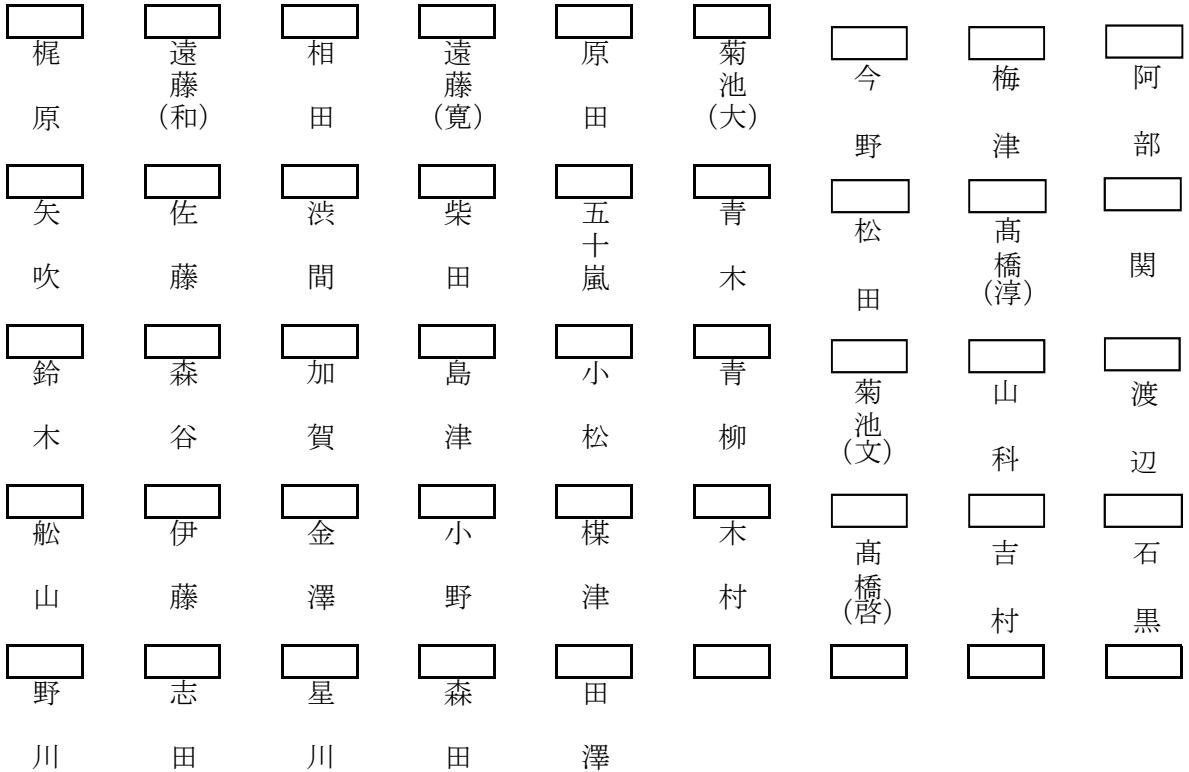 梶原
遠藤(和)
相田
遠藤(寛)
原田
菊池(大)
今野
梅津
阿部
矢吹
佐藤
渋間
柴田
五十嵐
青木
松田
髙橋(淳)
関
鈴木
森谷
加賀
島津
小松
青柳
菊池(文)
山科
渡辺
舩山
伊藤
金澤
小野
楳津
木村
髙橋(啓)
吉村
石黒
野川
志田
星川
森田
田澤